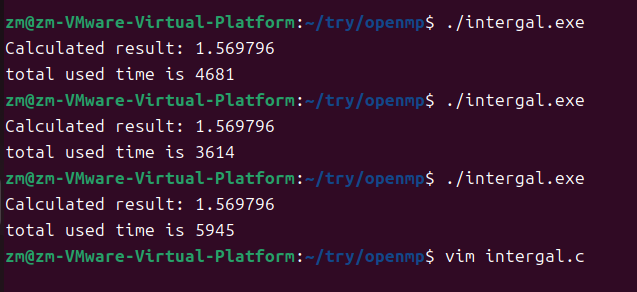 zm@zm-VMware-Virtual-Platform:~/try/openmp$ ./intergal.exe
Calculated result: 1.569796
total used time is 4681
zm@zm-VMware-Virtual-Platform:~/try/openmp$ ./intergal.exe
Calculated result: 1.569796
total used time is 3614
zm@zm-VMware-Virtual-Platform:~/try/openmp$ ./intergal.exe
Calculated result: 1.569796
total used time is 5945
zm@zm-VMware-Virtual-Platform:~/try/openmp$ vim intergal.c